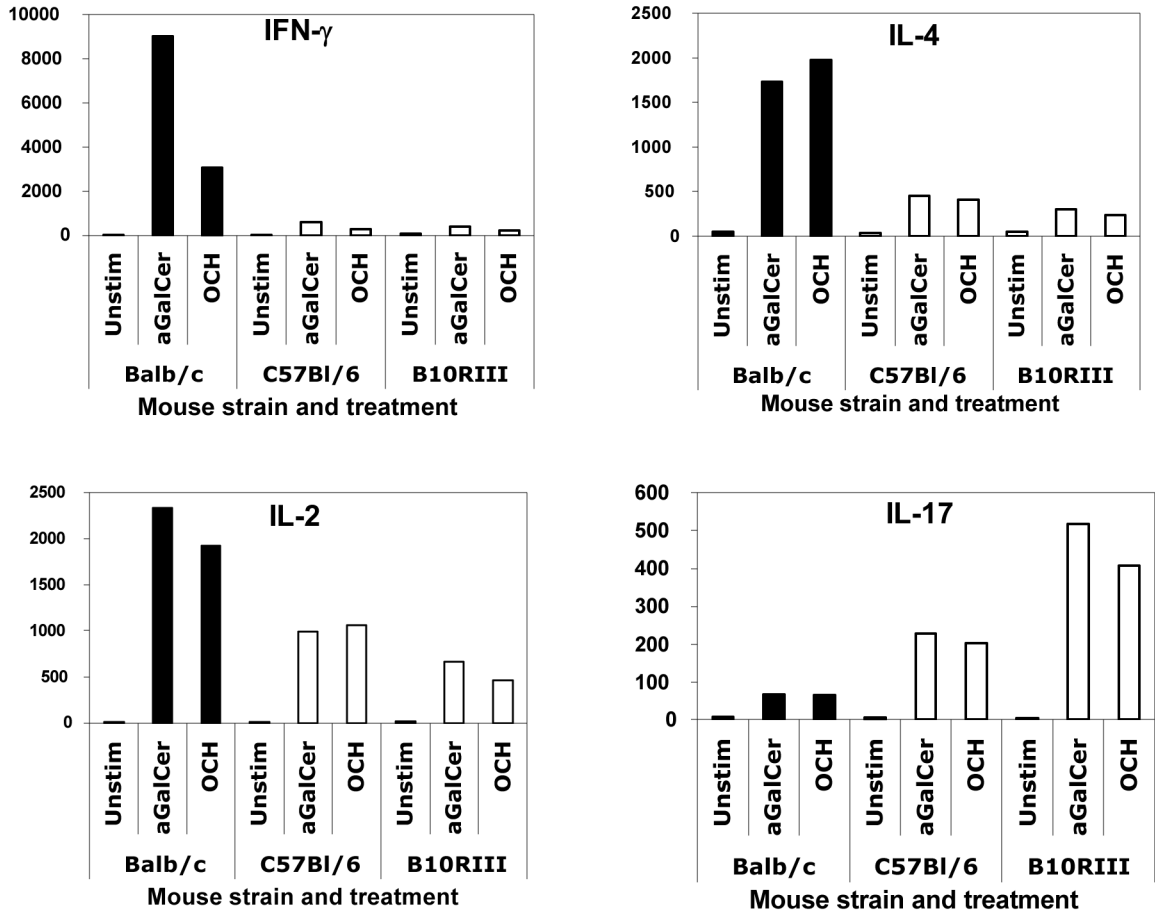 IFN-γ
10000
8000
6000
4000
2000
0
Unstim
aGalCer
OCH
Unstim
aGalCer
OCH
Unstim
aGalCer
OCH
Balb/c C57Bl/6 B10RIII
Mouse strain and treatment
IL-4
2500
2000
1500
1000
500
0
Unstim
aGalCer
OCH
Unstim
aGalCer
OCH
Unstim
aGalCer
OCH
Balb/c C57Bl/6 B10RIII
Mouse strain and treatment
IL-2
2500
2000
1500
1000
500
0
Unstim
aGalCer
OCH
Unstim
aGalCer
OCH
Unstim
aGalCer
OCH
Balb/c C57Bl/6 B10RIII
Mouse strain and treatment
IL-17
600
500
400
300
200
100
0
Unstim
aGalCer
OCH
Unstim
aGalCer
OCH
Unstim
aGalCer
OCH
Balb/c C57Bl/6 B10RIII
Mouse strain and treatment